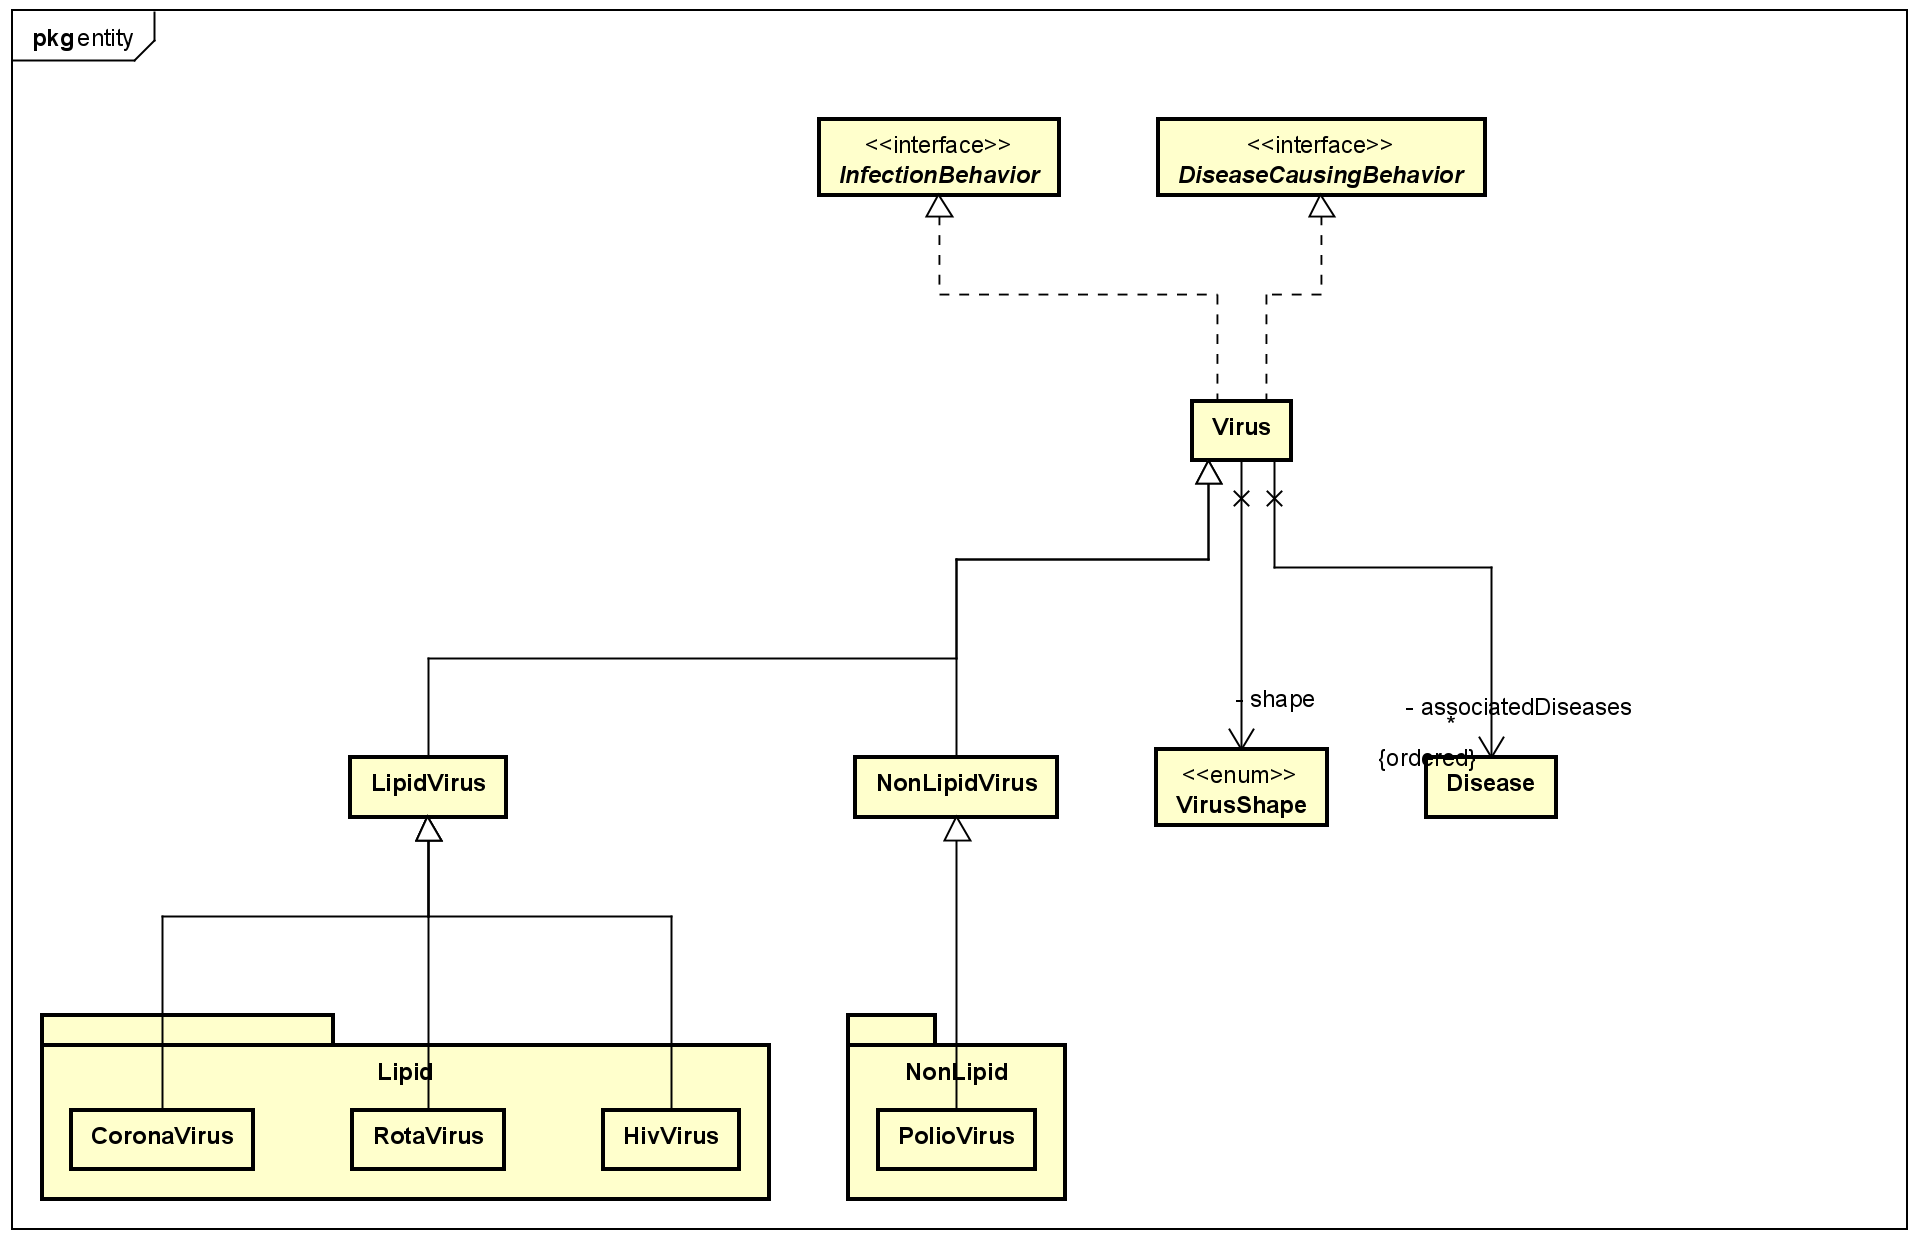 pkg entity
<<interface>>
InfectionBehavior
<<interface>>
DiseaseCausingBehavior
Virus
- shape
- associatedDiseases
*
{ordered}
LipidVirus
NonLipidVirus
<<enum>>
VirusShape
Disease
Lipid
NonLipid
CoronaVirus
RotaVirus
HivVirus
PolioVirus